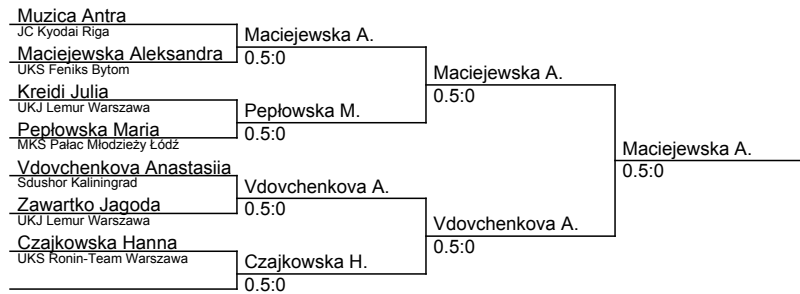 Muzica Antra
JC Kyodai Riga
Maciejewska Aleksandra
UKS Feniks Bytom
Kreidi Julia
UKJ Lemur Warszawa
Pepłowska Maria
MKS Pałac Młodzieży Łódź
Vdovchenkova Anastasiia
Sdushor Kaliningrad
Zawartko Jagoda
UKJ Lemur Warszawa
Czajkowska Hanna
UKS Ronin-Team Warszawa
Maciejewska A.
0.5:0
Pepłowska M.
0.5:0
Vdovchenkova A.
0.5:0
Czajkowska H.
0.5:0
Maciejewska A.
0.5:0
Vdovchenkova A.
0.5:0
Maciejewska A.
0.5:0